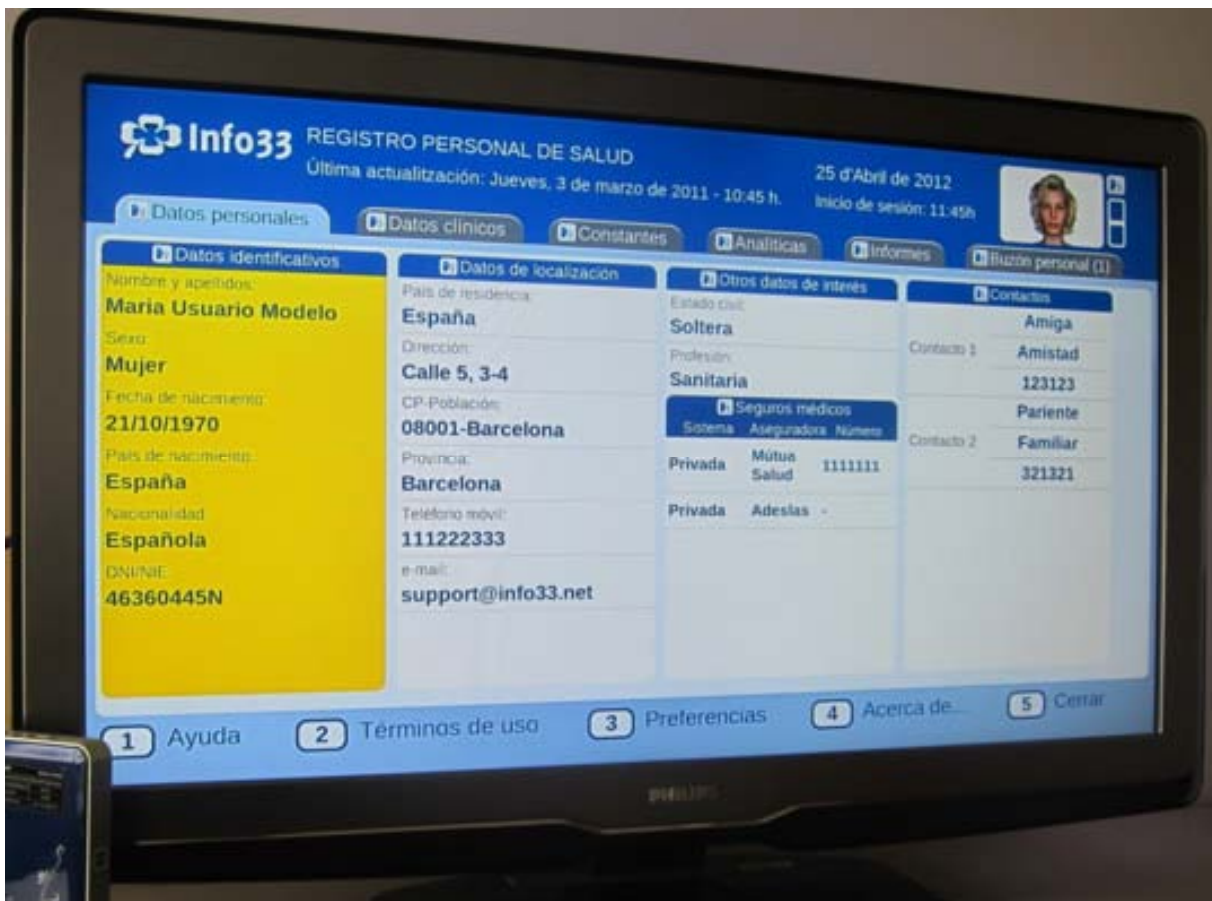 Info33
REGISTRO PERSONAL DE SALUD
Última actualització: Jueves, 3 de marzo de 2011 - 10:45 h.
25 d'Abril de 2012
Inicio de sesión: 11:45h
Datos personales
Datos clínicos
Constantes
Analíticas
Informes
Buzón personal (1)
Datos identificativos
Nombre y apellidos:
Maria Usuario Modelo
Sexo:
Mujer
Fecha de nacimiento:
21/10/1970
País de nacimiento:
España
Nacionalidad:
Española
DNI/NIE:
46360445N
Datos de localización
País de residencia:
España
Dirección:
Calle 5, 3-4
CP-Población:
08001-Barcelona
Provincia:
Barcelona
Teléfono móvil:
111222333
e-mail:
support@info33.net
Otros datos de interés
Estado civil:
Soltera
Profesión:
Sanitaria
Seguros médicos
Sistema Aseguradora Número
Privada Mútua Salud 1111111
Privada Adeslas -
Contactos
Contacto 1
Amiga
Amistad
123123
Contacto 2
Pariente
Familiar
321321
1 Ayuda
2 Términos de uso
3 Preferencias
4 Acerca de...
5 Cerrar
PHILIPS